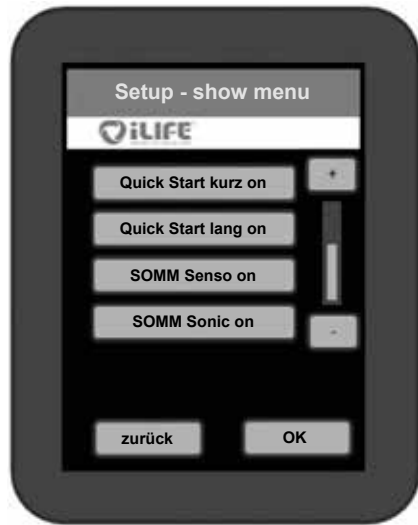 Setup - show menu
iLIFE
Quick Start kurz on
+
Quick Start lang on
SOMM Senso on
SOMM Sonic on
-
zurück
OK